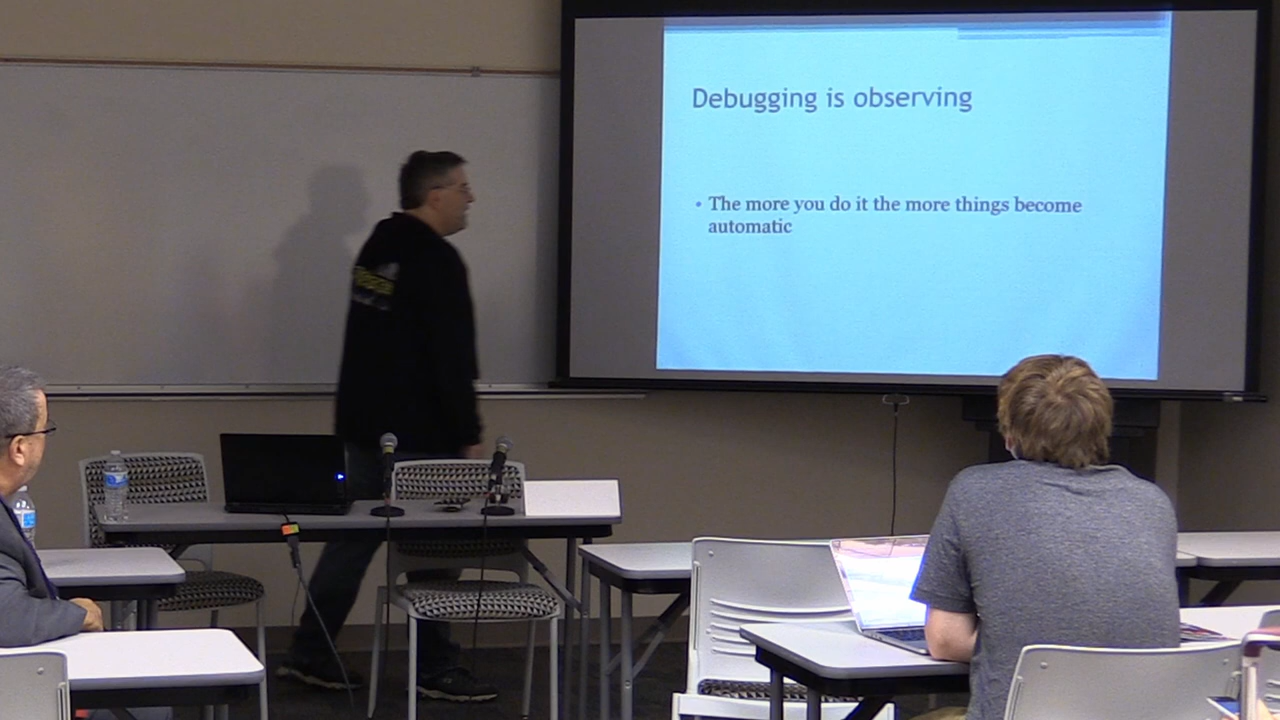 Debugging is observing
• The more you do it the more things become
automatic